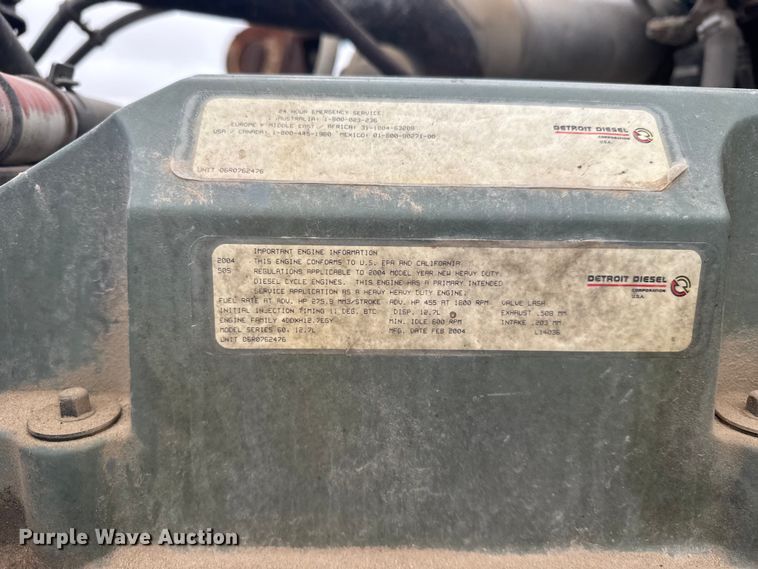 24 HOUR EMERGENCY SERVICE:
AUSTRALIA: 1-800-023-236
EUROPE & MIDDLE EAST / AFRICA: 31-1804-63288
USA / CANADA: 1-800-445-1980 MEXICO: 01-800-80271-00
DETROIT DIESEL
CORPORATION
U.S.A.
UNIT 06R0762476
IMPORTANT ENGINE INFORMATION
2004 THIS ENGINE CONFORMS TO U.S. EPA AND CALIFORNIA
505 REGULATIONS APPLICABLE TO 2004 MODEL YEAR NEW HEAVY DUTY
DIESEL CYCLE ENGINES. THIS ENGINE HAS A PRIMARY INTENDED
SERVICE APPLICATION AS A HEAVY HEAVY DUTY ENGINE.
DETROIT DIESEL
CORPORATION
U.S.A.
FUEL RATE AT ADV. HP 275.9 MM3/STROKE ADV. HP 455 AT 1800 RPM VALVE LASH
INITIAL INJECTION TIMING 11 DEG. BTC DISP. 12.7L EXHAUST .508 MM
ENGINE FAMILY 4DDXH12.7EGY MIN. IDLE 600 RPM INTAKE .203 MM
MODEL SERIES 60, 12.7L MFG. DATE FEB 2004 L14036
UNIT 06R0762476
Purple Wave Auction